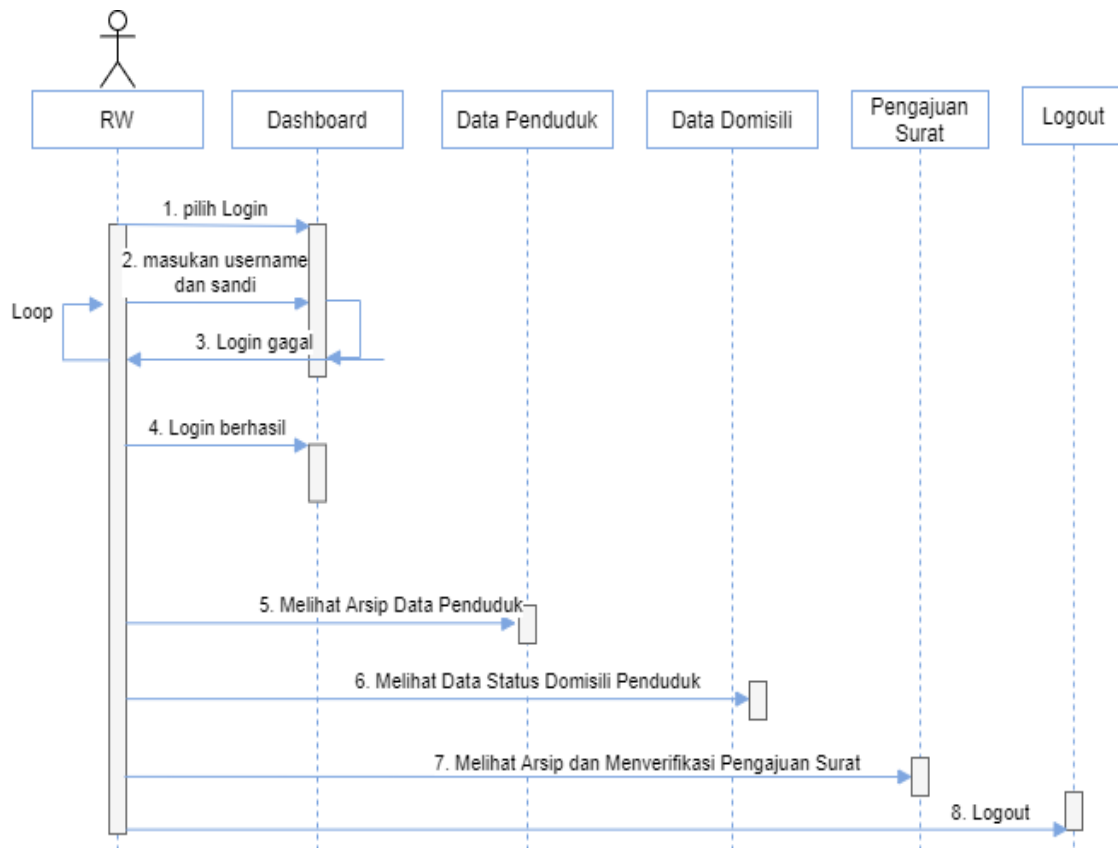 RW
Dashboard
Data Penduduk
Data Domisili
Pengajuan
Surat
Logout
1. pilih Login
2. masukan username
dan sandi
Loop
3. Login gagal
4. Login berhasil
5. Melihat Arsip Data Penduduk
6. Melihat Data Status Domisili Penduduk
7. Melihat Arsip dan Menverifikasi Pengajuan Surat
8. Logout